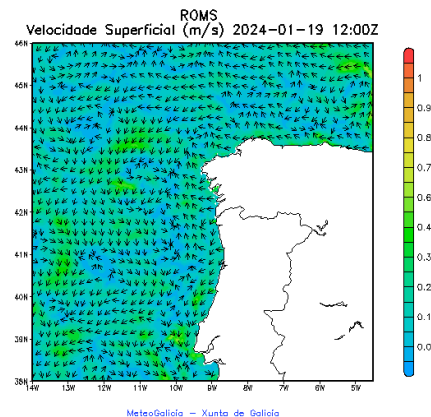 ROMS
Velocidade Superficial (m/s) 2024-01-19 12:00Z
46N
45N
44N
43N
42N
41N
40N
39N
38N
14W
13W
12W
11W
10W
9W
8W
7W
6W
5W
1
0.9
0.8
0.7
0.6
0.5
0.4
0.3
0.2
0.1
0.0
MeteoGalicia - Xunta de Galicia